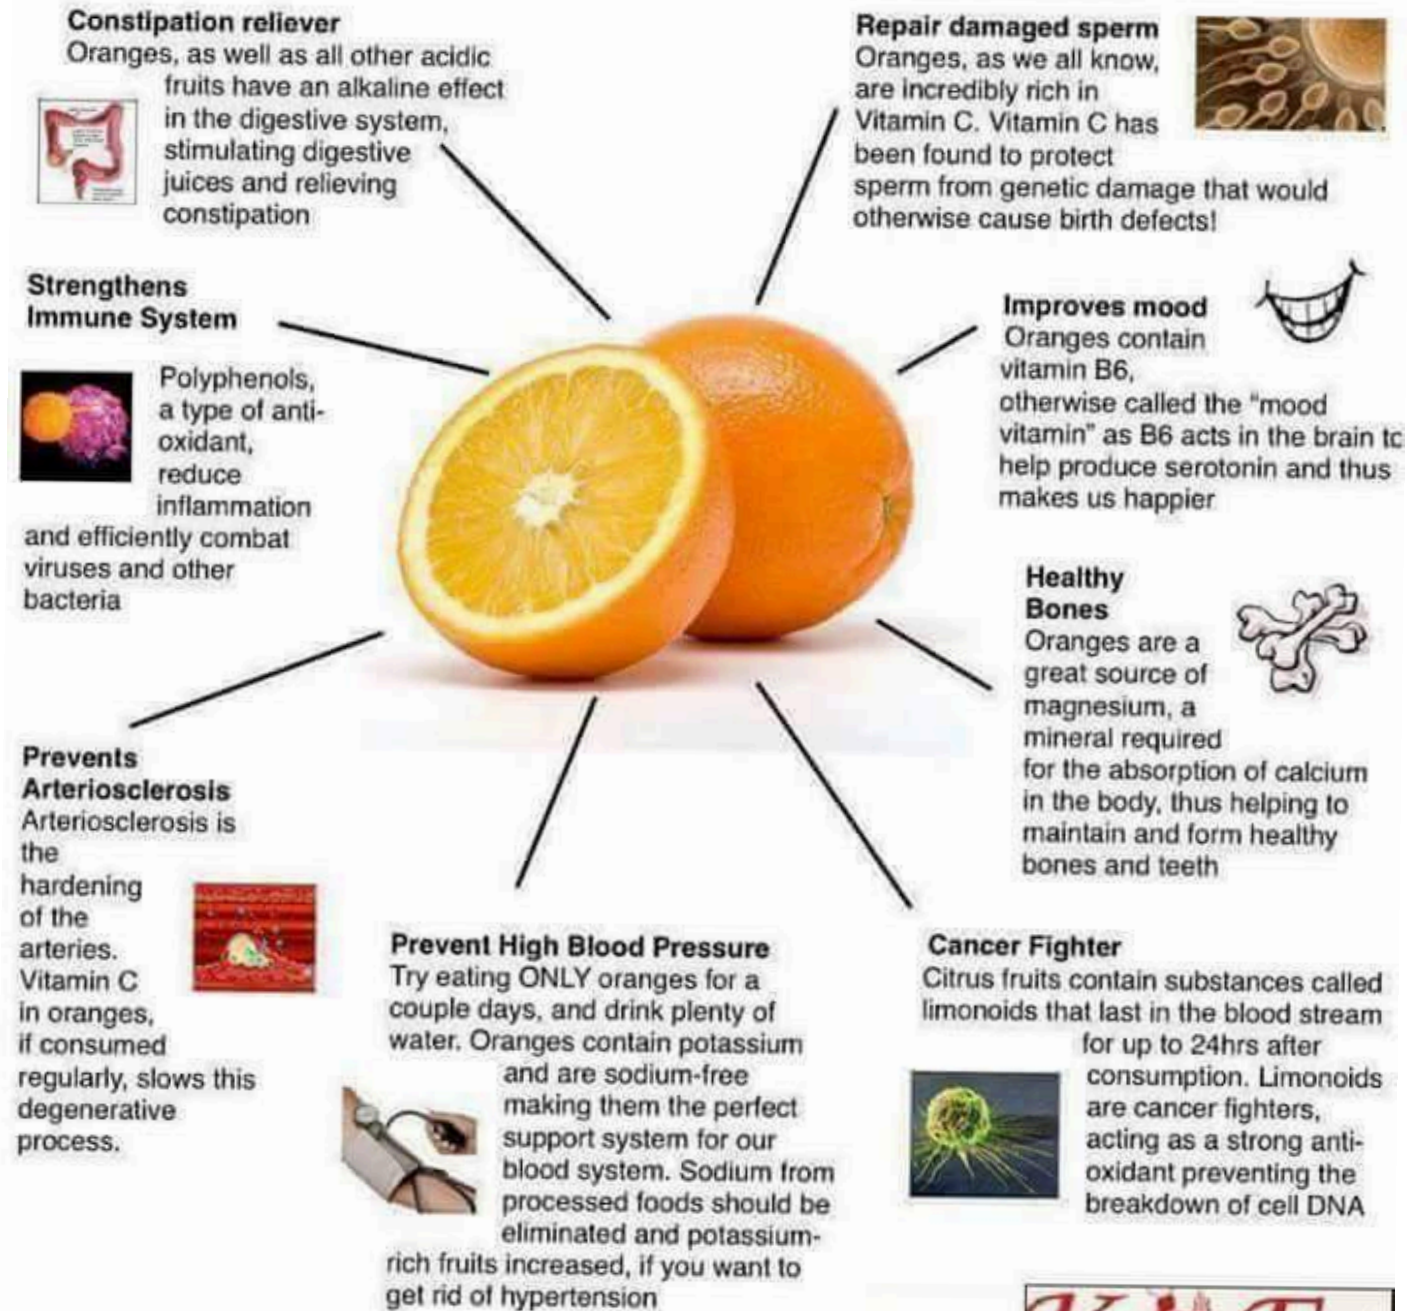 Constipation reliever
Oranges, as well as all other acidic
fruits have an alkaline effect
in the digestive system,
stimulating digestive
juices and relieving
constipation
Repair damaged sperm
Oranges, as we all know,
are incredibly rich in
Vitamin C. Vitamin C has
been found to protect
sperm from genetic damage that would
otherwise cause birth defects!
Strengthens
Immune System
Polyphenols,
a type of anti-
oxidant,
reduce
inflammation
and efficiently combat
viruses and other
bacteria
Improves mood
Oranges contain
vitamin B6,
otherwise called the “mood
vitamin” as B6 acts in the brain to
help produce serotonin and thus
makes us happier
Healthy
Bones
Oranges are a
great source of
magnesium, a
mineral required
for the absorption of calcium
in the body, thus helping to
maintain and form healthy
bones and teeth
Prevents
Arteriosclerosis
Arteriosclerosis is
the
hardening
of the
arteries.
Vitamin C
in oranges,
if consumed
regularly, slows this
degenerative
process.
Prevent High Blood Pressure
Try eating ONLY oranges for a
couple days, and drink plenty of
water. Oranges contain potassium
and are sodium-free
making them the perfect
support system for our
blood system. Sodium from
processed foods should be
eliminated and potassium-
rich fruits increased, if you want to
get rid of hypertension
Cancer Fighter
Citrus fruits contain substances called
limonoids that last in the blood stream
for up to 24hrs after
consumption. Limonoids
are cancer fighters,
acting as a strong anti-
oxidant preventing the
breakdown of cell DNA